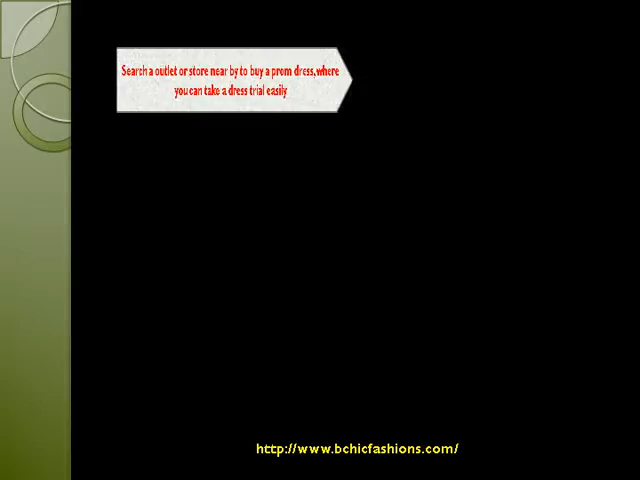 Search a outlet or store near by to buy a prom dress,where
you can take a dress trial easily
http://www.bchicfashions.com/